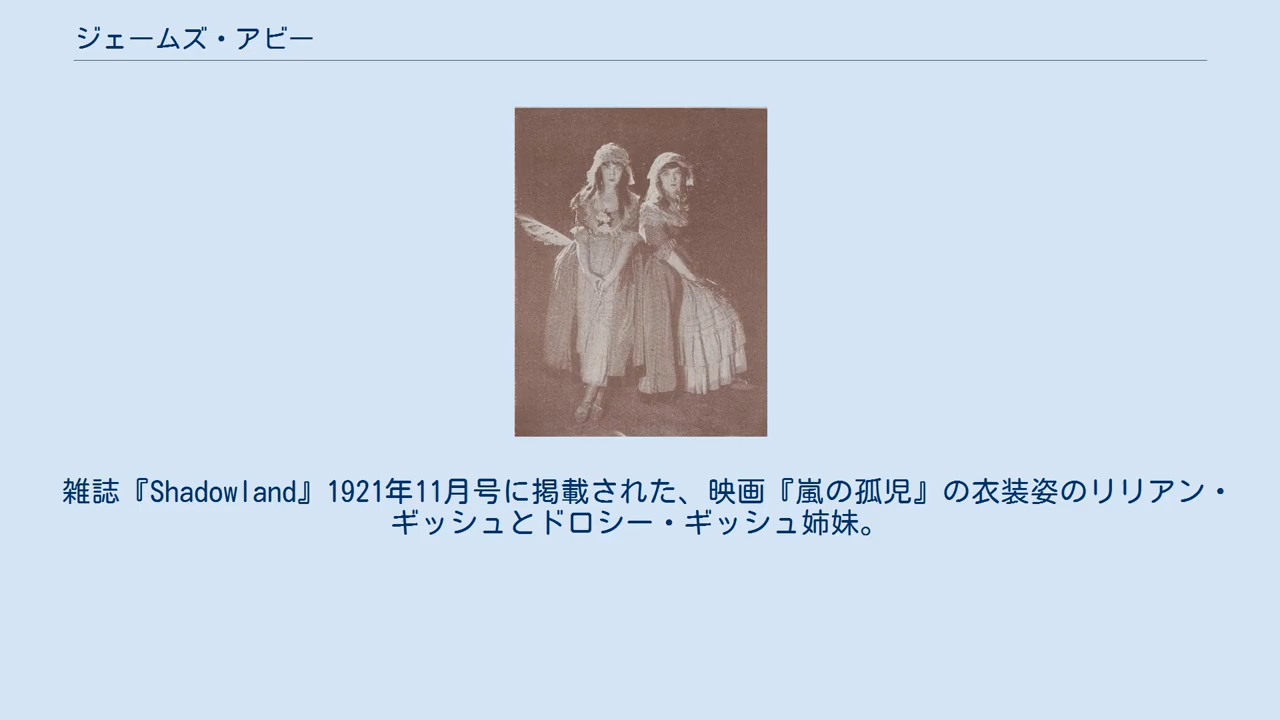 ジェームズ・アビー
雑誌『Shadowland』1921年11月号に掲載された、映画『嵐の孤児』の衣装姿のリリアン・
ギッシュとドロシー・ギッシュ姉妹。